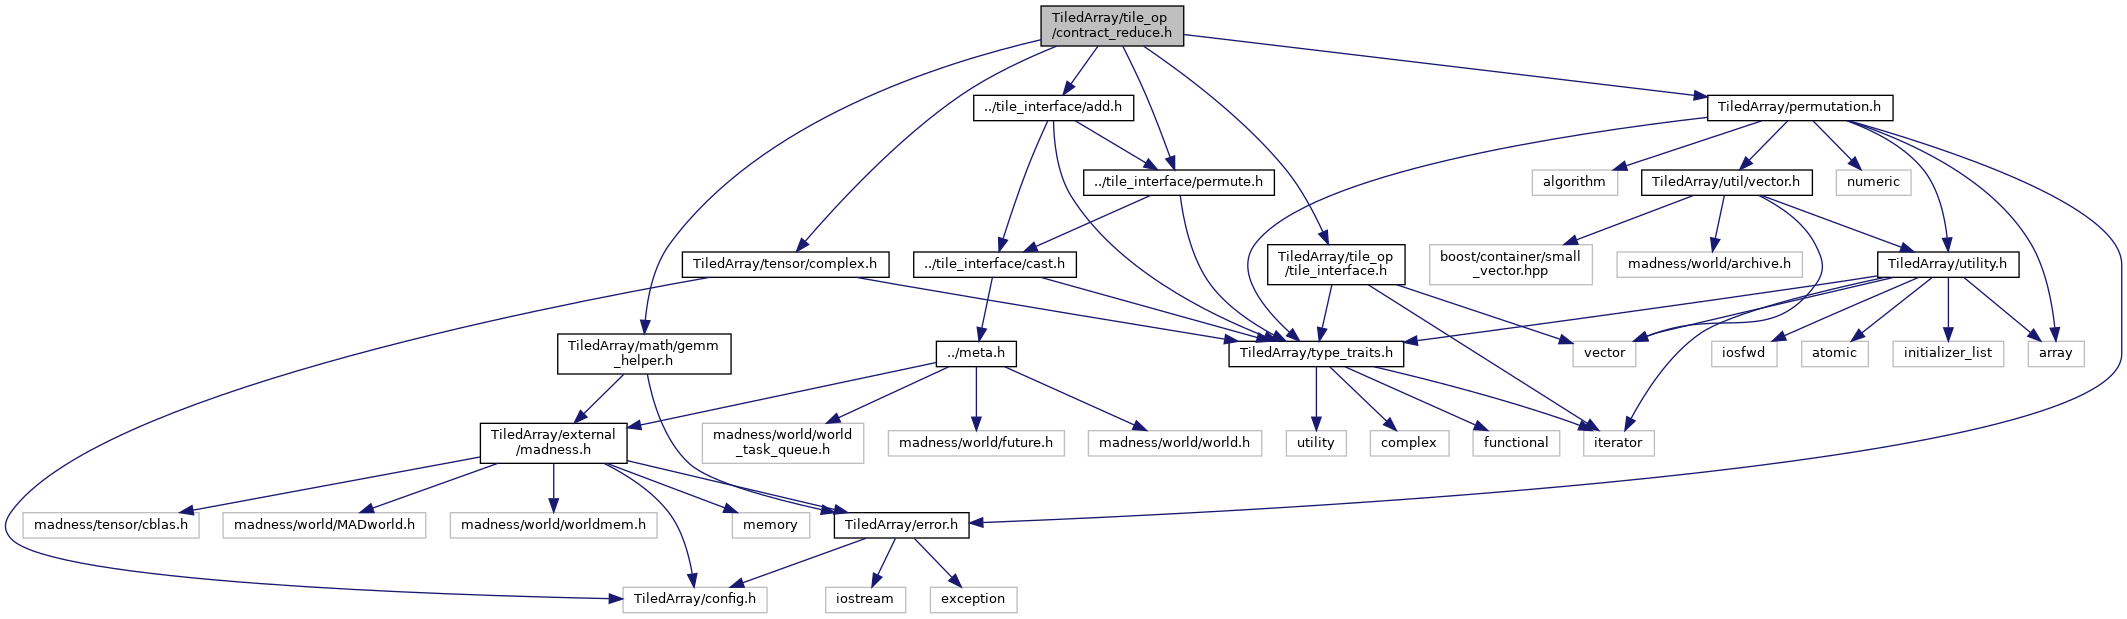 TiledArray/tile_op
/contract_reduce.h
../tile_interface/add.h
TiledArray/permutation.h
../tile_interface/permute.h
algorithm
TiledArray/util/vector.h
numeric
TiledArray/tensor/complex.h
../tile_interface/cast.h
TiledArray/tile_op
/tile_interface.h
boost/container/small
_vector.hpp
madness/world/archive.h
TiledArray/utility.h
TiledArray/math/gemm
_helper.h
../meta.h
TiledArray/type_traits.h
vector
iosfwd
atomic
initializer_list
array
TiledArray/external
/madness.h
madness/world/world
_task_queue.h
madness/world/future.h
madness/world/world.h
utility
complex
functional
iterator
madness/tensor/cblas.h
madness/world/MADworld.h
madness/world/worldmem.h
memory
TiledArray/error.h
TiledArray/config.h
iostream
exception